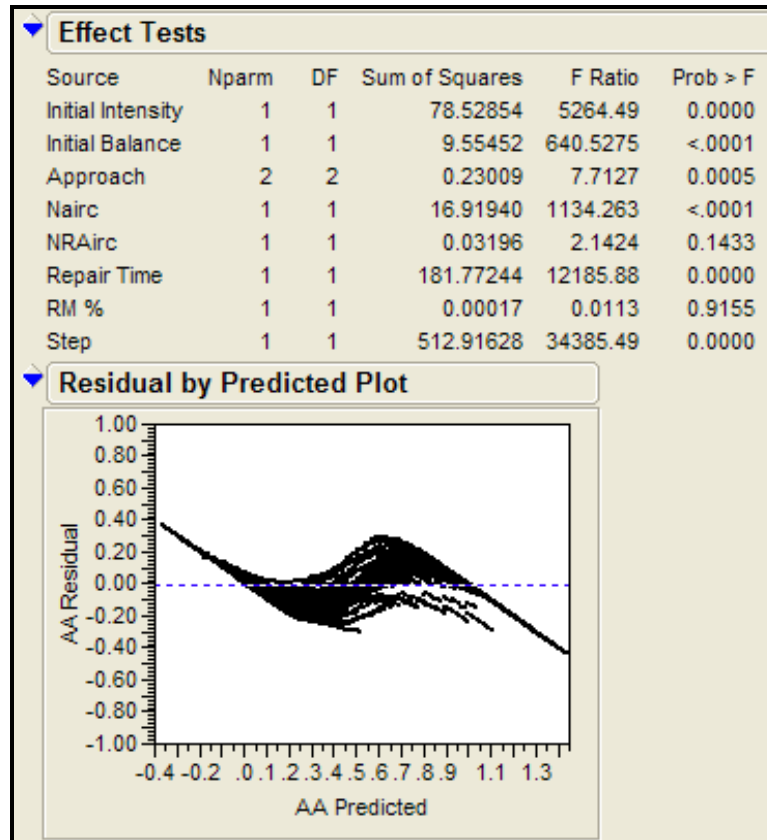 Effect Tests
Source Nparm DF Sum of Squares F Ratio Prob > F
Initial Intensity 1 1 78.52854 5264.49 0.0000
Initial Balance 1 1 9.55452 640.5275 <.0001
Approach 2 2 0.23009 7.7127 0.0005
Nairc 1 1 16.91940 1134.263 <.0001
NRAirc 1 1 0.03196 2.1424 0.1433
Repair Time 1 1 181.77244 12185.88 0.0000
RM % 1 1 0.00017 0.0113 0.9155
Step 1 1 512.91628 34385.49 0.0000
Residual by Predicted Plot
1.00
0.80
0.60
0.40
0.20
0.00
-0.20
-0.40
-0.60
-0.80
-1.00
AA Residual
-0.4 -0.2 .0 .1 .2 .3 .4 .5 .6 .7 .8 .9 1.1 1.3
AA Predicted